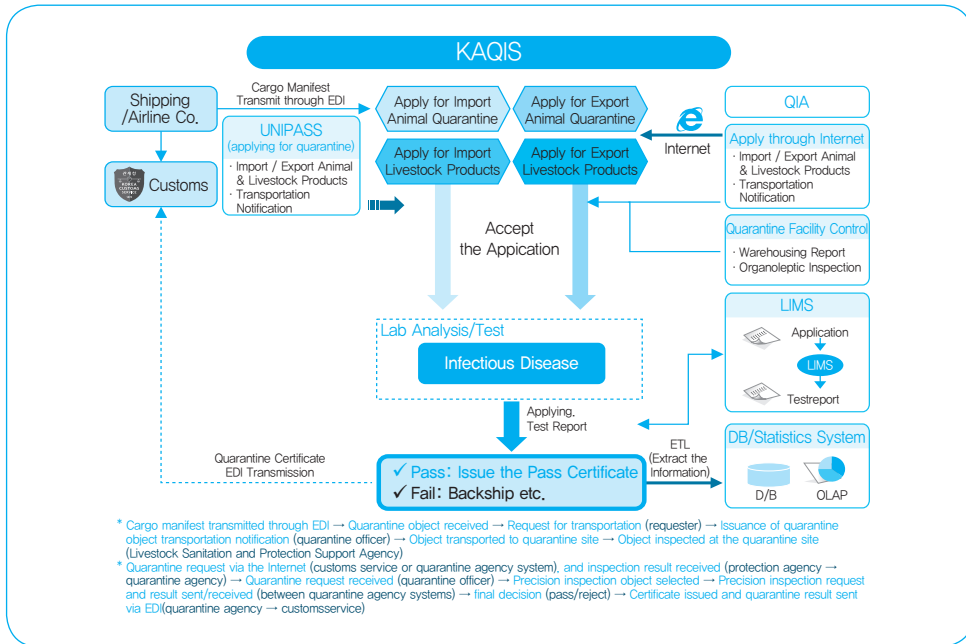 KAQIS
Shipping
/Airline Co.
Cargo Manifest
Transmit through EDI
Apply for Import
Animal Quarantine
Apply for Export
Animal Quarantine
QIA
UNIPASS
(applying for quarantine)
· Import / Export Animal
& Livestock Products
· Transportation
Notification
Internet
Apply through Internet
· Import / Export Animal
& Livestock Products
· Transportation
Notification
Apply for Import
Livestock Products
Apply for Export
Livestock Products
KOREA
CUSTOMS
SERVICE
Customs
Accept
the Appication
Quarantine Facility Control
· Warehousing Report
· Organoleptic Inspection
Lab Analysis/Test
Infectious Disease
LIMS
Application
LIMS
Testreport
Applying.
Test Report
Quarantine Certificate
EDI Transmission
ETL
(Extract the
Information)
✓ Pass: Issue the Pass Certificate
✓ Fail: Backship etc.
DB/Statistics System
D/B
OLAP
* Cargo manifest transmitted through EDI → Quarantine object received → Request for transportation (requester) → Issuance of quarantine
object transportation notification (quarantine officer) → Object transported to quarantine site → Object inspected at the quarantine site
(Livestock Sanitation and Protection Support Agency)
* Quarantine request via the Internet (customs service or quarantine agency system), and inspection result received (protection agency →
quarantine agency) → Quarantine request received (quarantine officer) → Precision inspection object selected → Precision inspection request
and result sent/received (between quarantine agency systems) → final decision (pass/reject) → Certificate issued and quarantine result sent
via EDI(quarantine agency → customsservice)